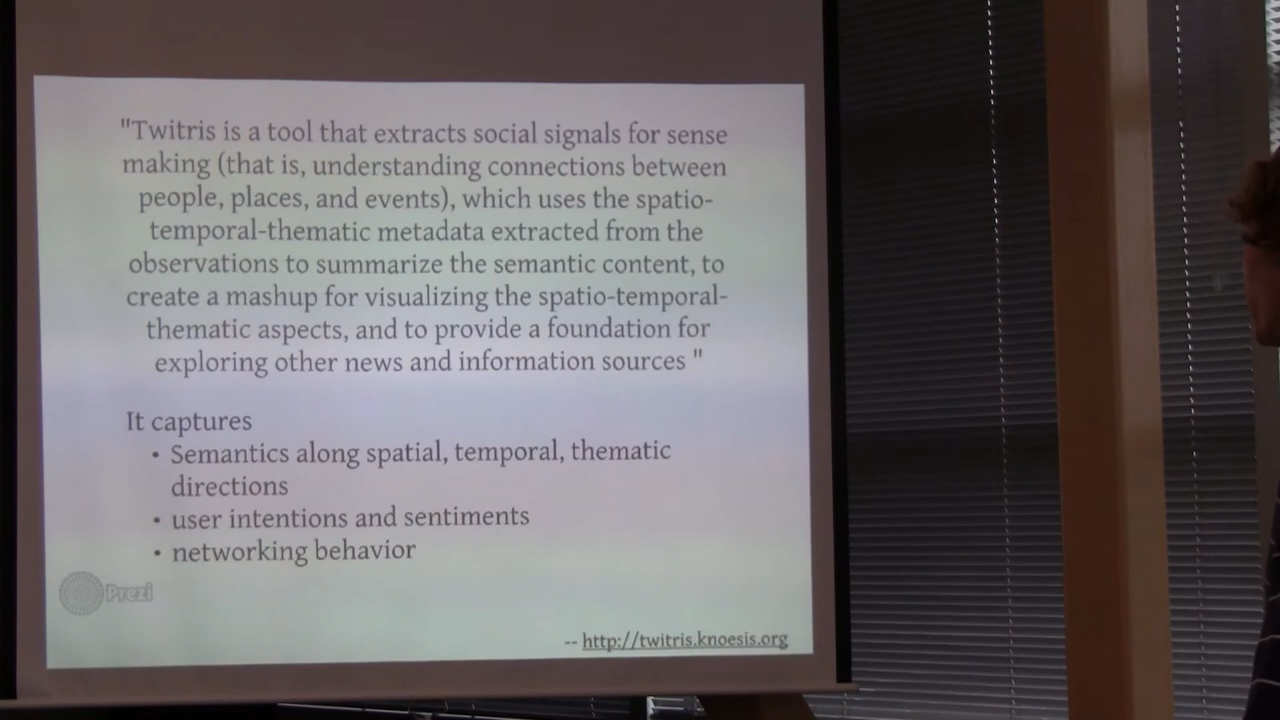 "Twitris is a tool that extracts social signals for sense
making (that is, understanding connections between
people, places, and events), which uses the spatio-
temporal-thematic metadata extracted from the
observations to summarize the semantic content, to
create a mashup for visualizing the spatio-temporal-
thematic aspects, and to provide a foundation for
exploring other news and information sources "
It captures
• Semantics along spatial, temporal, thematic
directions
• user intentions and sentiments
• networking behavior
Prezi
-- http://twitris.knoesis.org